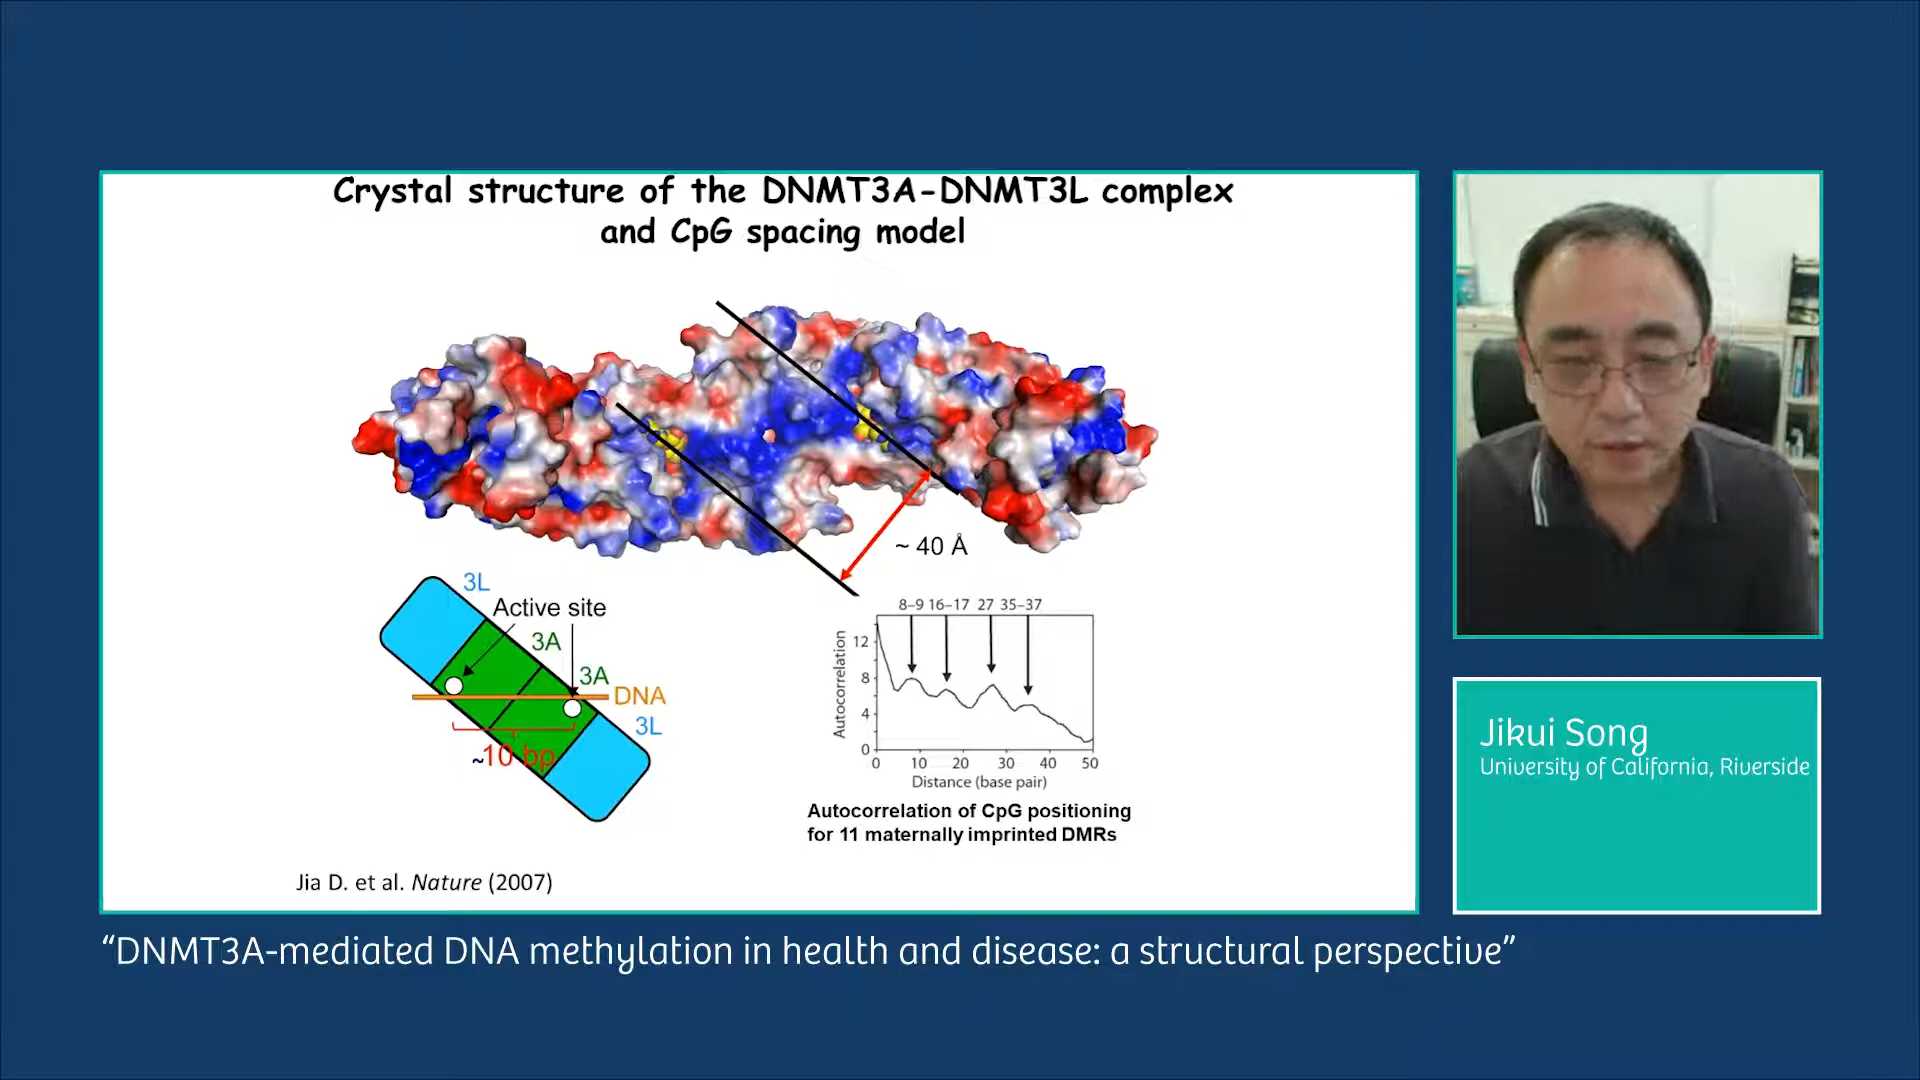 Crystal structure of the DNMT3A-DNMT3L complex
and CpG spacing model
~ 40 Å
3L
Active site
3A
3A
DNA
3L
~10 bp
8–9 16–17 27 35–37
Autocorrelation
12
8
4
0
0 10 20 30 40 50
Distance (base pair)
Autocorrelation of CpG positioning
for 11 maternally imprinted DMRs
Jia D. et al. Nature (2007)
Jikui Song
University of California, Riverside
“DNMT3A-mediated DNA methylation in health and disease: a structural perspective”